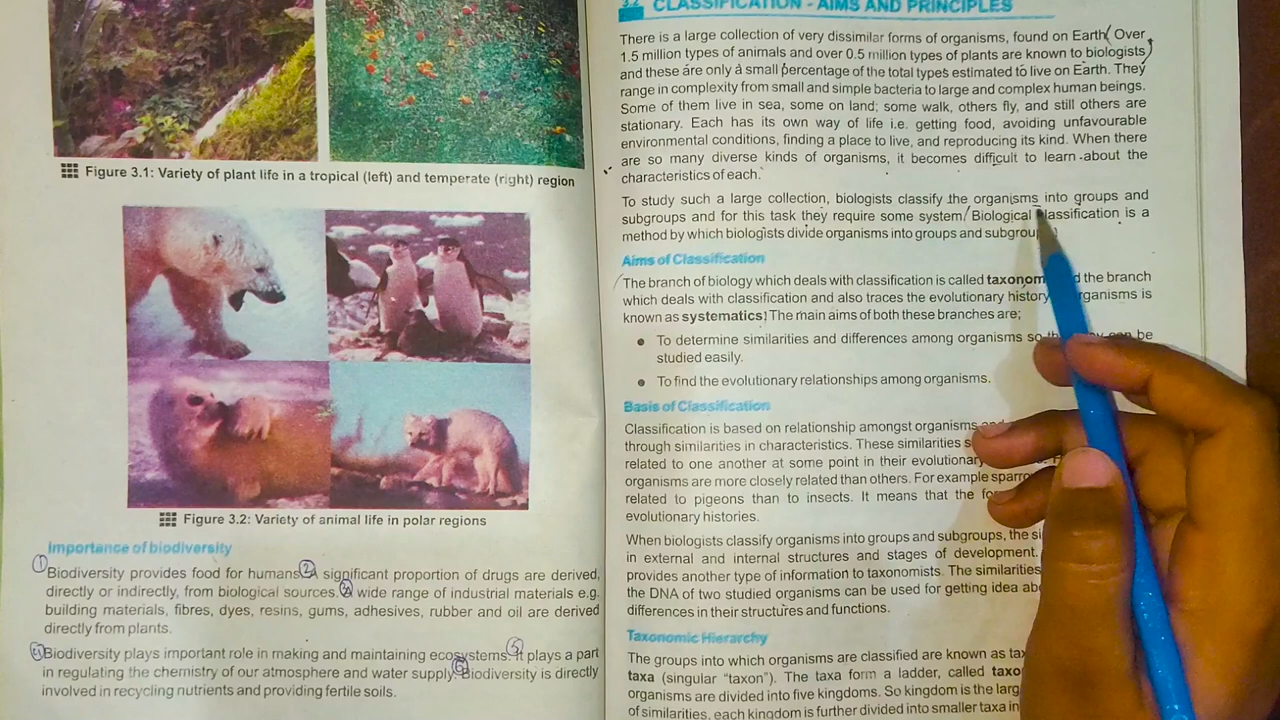 Figure 3.1: Variety of plant life in a tropical (left) and temperate (right) region
Figure 3.2: Variety of animal life in polar regions
Importance of biodiversity
1 Biodiversity provides food for humans. 2 A significant proportion of drugs are derived,
directly or indirectly, from biological sources. A wide range of industrial materials e.g.
building materials, fibres, dyes, resins, gums, adhesives, rubber and oil are derived
directly from plants.
Biodiversity plays important role in making and maintaining ecosystems. 5 It plays a part
in regulating the chemistry of our atmosphere and water supply. 6 Biodiversity is directly
involved in recycling nutrients and providing fertile soils.
3.2 CLASSIFICATION - AIMS AND PRINCIPLES
There is a large collection of very dissimilar forms of organisms, found on Earth. (Over
1.5 million types of animals and over 0.5 million types of plants are known to biologists)
and these are only a small percentage of the total types estimated to live on Earth. They
range in complexity from small and simple bacteria to large and complex human beings.
Some of them live in sea, some on land; some walk, others fly, and still others are
stationary. Each has its own way of life i.e. getting food, avoiding unfavourable
environmental conditions, finding a place to live, and reproducing its kind. When there
are so many diverse kinds of organisms, it becomes difficult to learn about the
characteristics of each.
To study such a large collection, biologists classify the organisms into groups and
subgroups and for this task they require some system. Biological classification is a
method by which biologists divide organisms into groups and
Aims of Classification
The branch of biology which deals with classification is called the branch
which deals with classification and also traces the evolutionary history organisms is
known as systematics. The main aims of both these branches are;
• To determine similarities and differences among organisms so be
studied easily.
• To find the evolutionary relationships among organisms.
Basis of Classification
Classification is based on relationship amongst organisms
through similarities in characteristics. These similarities
related to one another at some point in their evolutionary
organisms are more closely related than others. For example
related to pigeons than to insects. It means that the
evolutionary histories.
When biologists classify organisms into groups and subgroups, the
in external and internal structures and stages of development.
provides another type of information to taxonomists. The similarities
the DNA of two studied organisms can be used for getting idea
differences in their structures and functions.
Taxonomic Hierarchy
The groups into which organisms are classified are known as
taxa (singular "taxon"). The taxa form a ladder, called
organisms are divided into five kingdoms. So kingdom is the
of similarities, each kingdom is further divided into smaller taxa